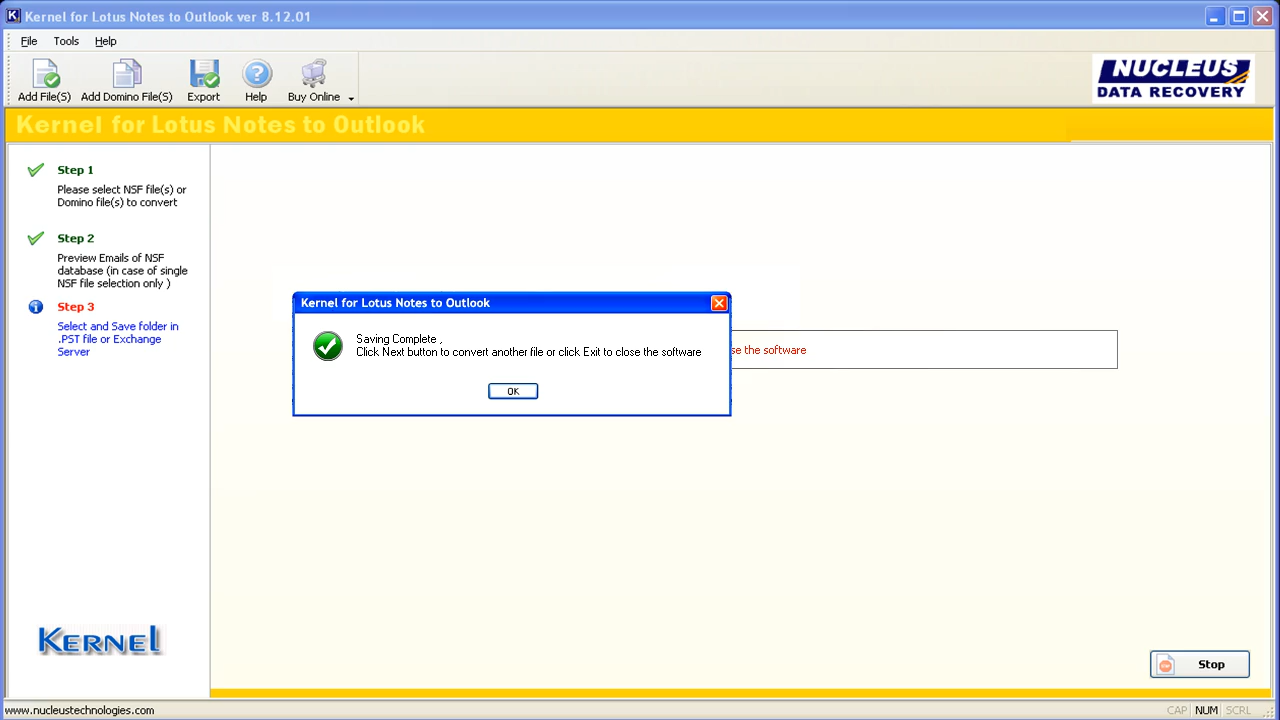 Kernel for Lotus Notes to Outlook ver 8.12.01
File Tools Help
Add File(S) Add Domino File(S) Export Help Buy Online
NUCLEUS
DATA RECOVERY
Kernel for Lotus Notes to Outlook
Step 1
Please select NSF file(s) or
Domino file(s) to convert
Step 2
Preview Emails of NSF
database (in case of single
NSF file selection only )
Step 3
Select and Save folder in
.PST file or Exchange
Server
Kernel for Lotus Notes to Outlook
Saving Complete ,
Click Next button to convert another file or click Exit to close the software
OK
se the software
KERNEL
Stop
www.nucleustechnologies.com
CAP NUM SCRL